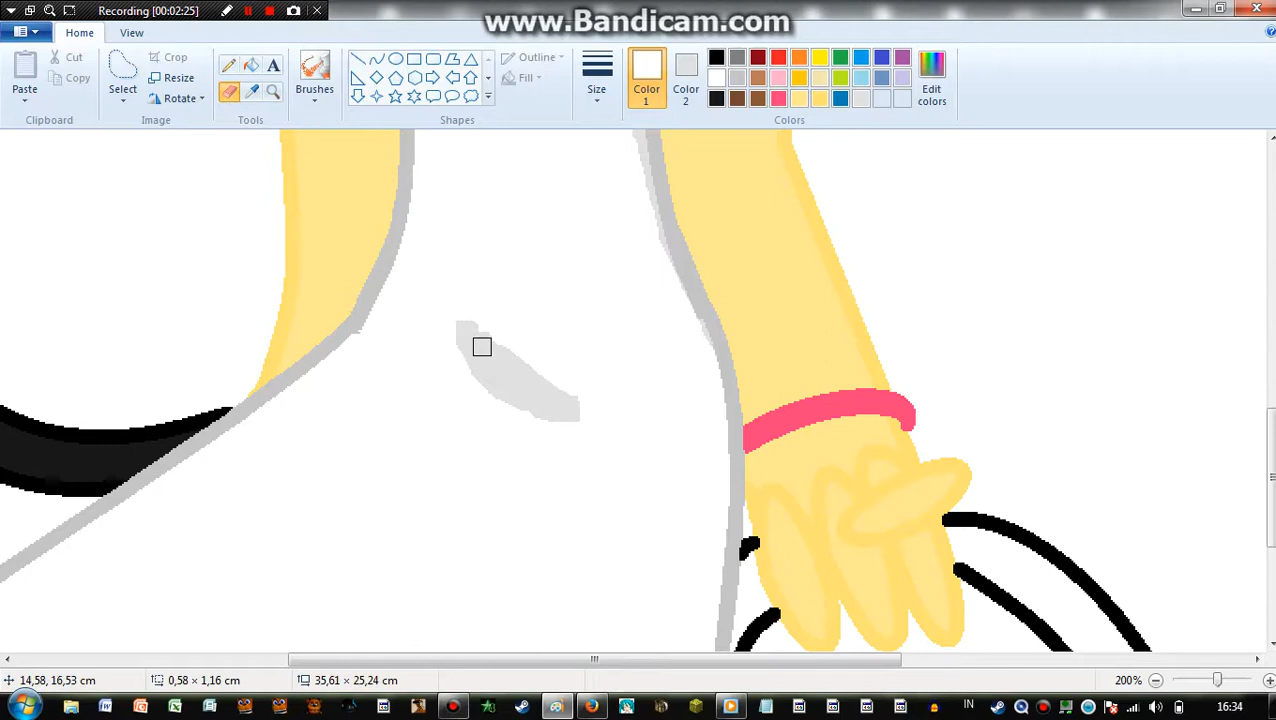 www.Bandicam.com
Recording [00:02:25]
Home
View
Paste
Cut
Copy
Clipboard
Select
Crop
Resize
Rotate
Image
A
Tools
Brushes
Outline
Fill
Shapes
Size
Color 1
Color 2
Edit colors
Colors
14,58, 16,53 cm
0,58 × 1,16 cm
35,61 × 25,24 cm
200%
IN
16:34